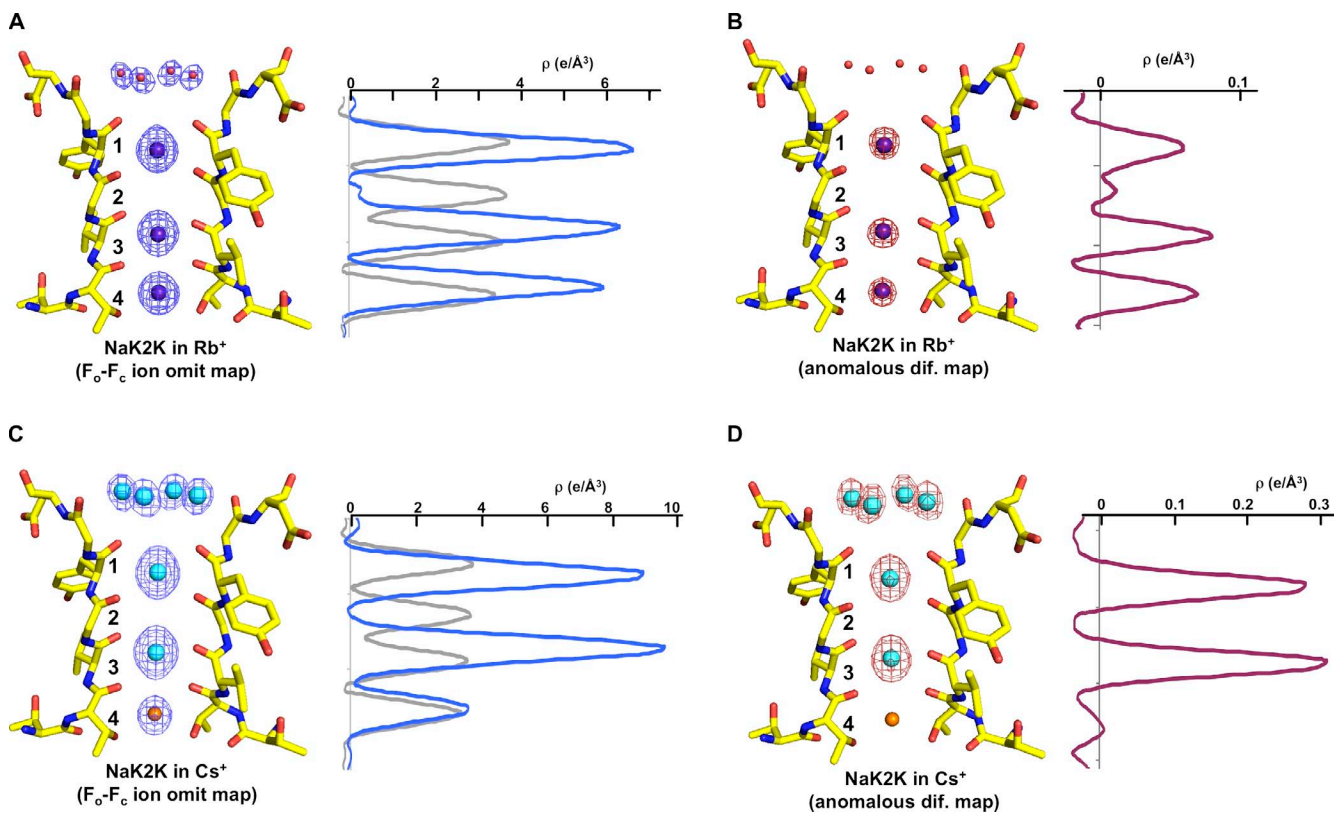 A
ρ (e/Å³)
0 2 4 6
1
2
3
4
NaK2K in Rb⁺
(Fₒ-F꜀ ion omit map)
B
ρ (e/Å³)
0 0.1
1
2
3
4
NaK2K in Rb⁺
(anomalous dif. map)
C
ρ (e/Å³)
0 2 4 6 8 10
1
2
3
4
NaK2K in Cs⁺
(Fₒ-F꜀ ion omit map)
D
ρ (e/Å³)
0 0.1 0.2 0.3
1
2
3
4
NaK2K in Cs⁺
(anomalous dif. map)